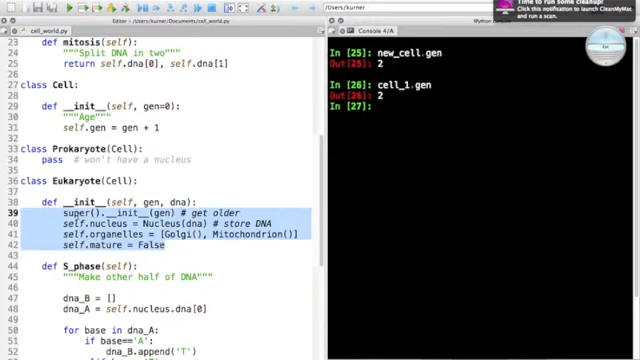 /Users/kurner
Time to run some cleanup!
Click this notification to launch CleanMyMac
and run a scan.
Editor - /Users/kurner/Documents/cell_world.py
Console 4/A
cell_world.py
23 def mitosis(self):
24 """Split DNA in two"""
25 return self.dna[0], self.dna[1]
26
27 class Cell:
28
29 def __init__(self, gen=0):
30 """Age"""
31 self.gen = gen + 1
32
33 class Prokaryote(Cell):
34 pass # won't have a nucleus
35
36 class Eukaryote(Cell):
37
38 def __init__(self, gen, dna):
39 super().__init__(gen) # get older
40 self.nucleus = Nucleus(dna) # store DNA
41 self.organelles = [Golgi(), Mitochondrion()]
42 self.mature = False
43
44 def S_phase(self):
45 """Make other half of DNA"""
46
47 dna_B = []
48 dna_A = self.nucleus.dna[0]
49
50 for base in dna_A:
51 if base=='A':
52 dna_B.append('T')
In [25]: new_cell.gen
Out[25]: 2
In [26]: cell_1.gen
Out[26]: 2
In [27]: